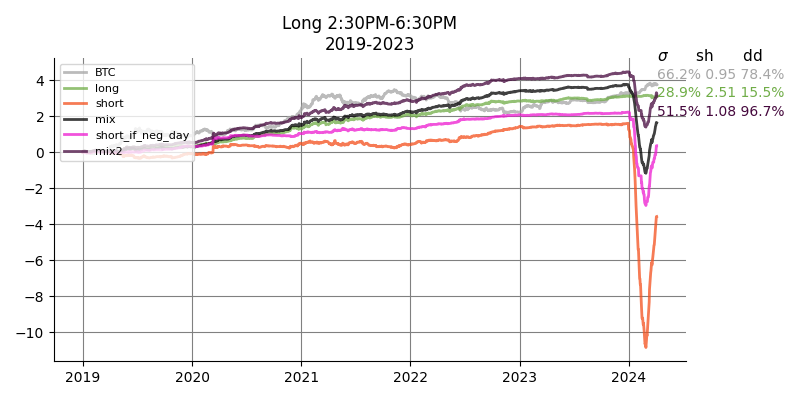 Long 2:30PM-6:30PM
2019-2023
σ sh dd
66.2% 0.95 78.4%
28.9% 2.51 15.5%
51.5% 1.08 96.7%
BTC
long
short
mix
short_if_neg_day
mix2
4
2
0
−2
−4
−6
−8
−10
2019 2020 2021 2022 2023 2024